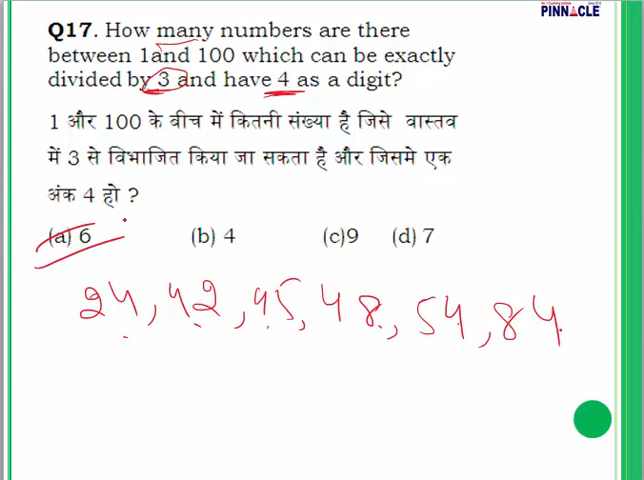 PINNACLE
Q17. How many numbers are there
between 1and 100 which can be exactly
divided by 3 and have 4 as a digit?
1 और 100 के बीच में कितनी संख्या है जिसे वास्तव
में 3 से विभाजित किया जा सकता है और जिसमे एक
अंक 4 हो ?
(a) 6 (b) 4 (c)9 (d) 7
24, 42, 45, 48, 54, 84